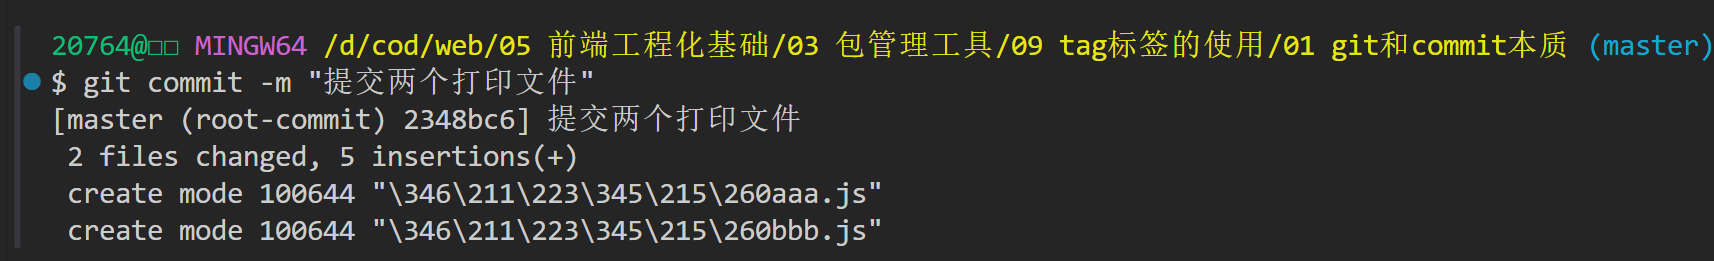 20764@□□ MINGW64 /d/cod/web/05 前端工程化基础/03 包管理工具/09 tag标签的使用/01 git和commit本质 (master)
$ git commit -m "提交两个打印文件"
[master (root-commit) 2348bc6] 提交两个打印文件
 2 files changed, 5 insertions(+)
 create mode 100644 "\346\211\223\345\215\260aaa.js"
 create mode 100644 "\346\211\223\345\215\260bbb.js"